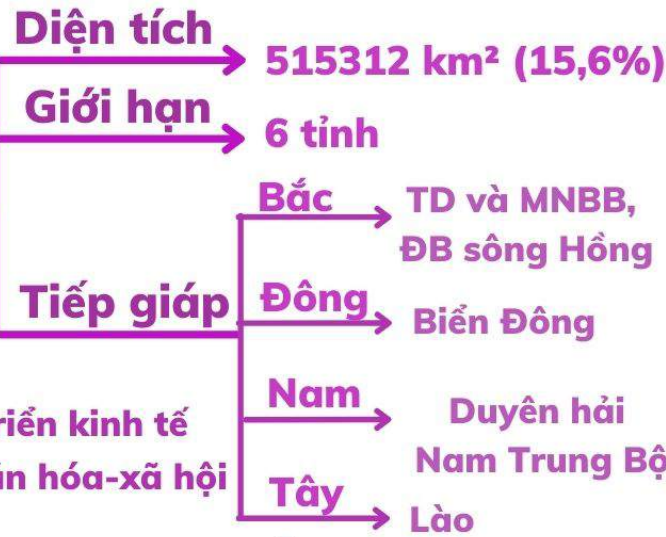 Diện tích
515312 km² (15,6%)
Giới hạn
6 tỉnh
Tiếp giáp
Bắc
TD và MNBB,
ĐB sông Hồng
Đông
Biển Đông
Nam
Duyên hải
Nam Trung Bộ
Tây
Lào
kinh tế
hóa-xã hội